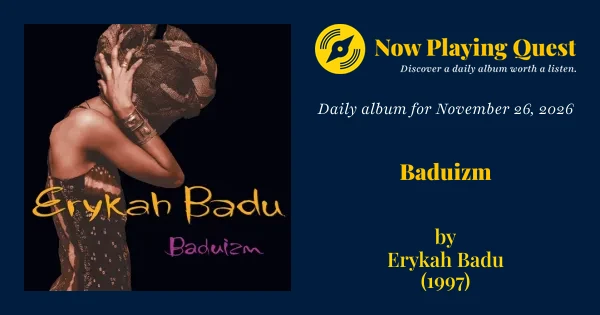 Erykah Badu
Baduizm
Now Playing Quest
Discover a daily album worth a listen.
Daily album for November 26, 2026
Baduizm
by
Erykah Badu
(1997)